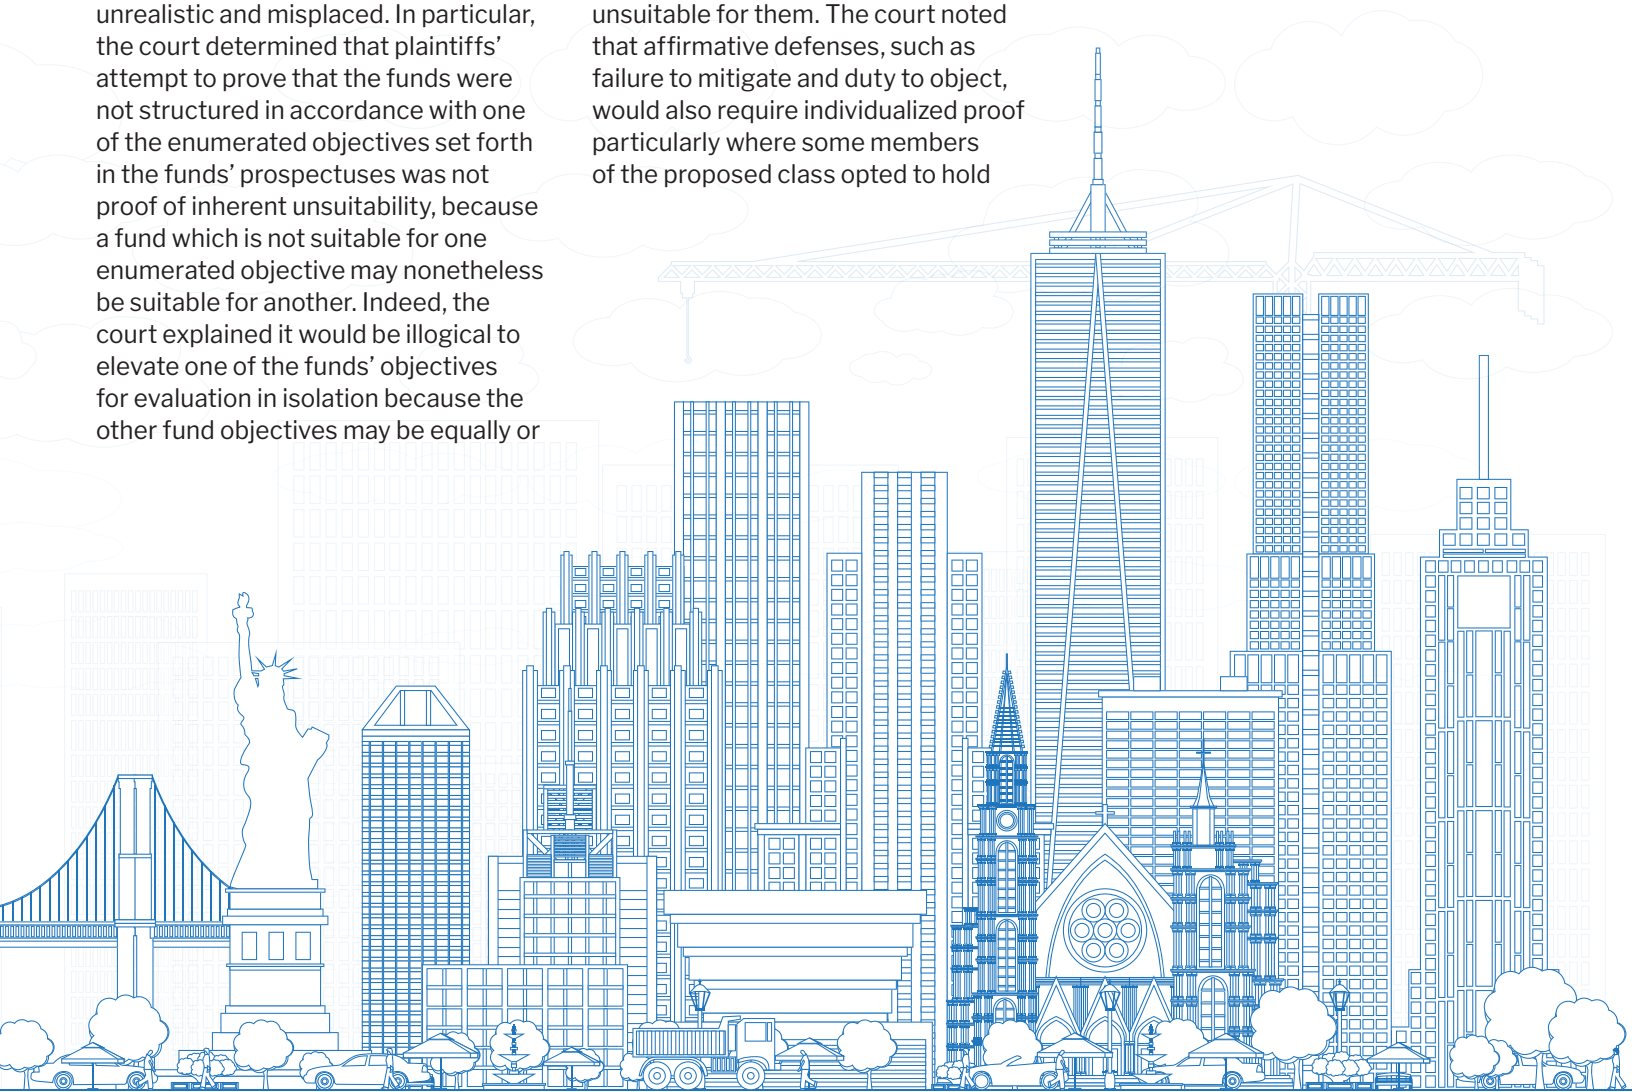 unrealistic and misplaced. In particular,
the court determined that plaintiffs’
attempt to prove that the funds were
not structured in accordance with one
of the enumerated objectives set forth
in the funds’ prospectuses was not
proof of inherent unsuitability, because
a fund which is not suitable for one
enumerated objective may nonetheless
be suitable for another. Indeed, the
court explained it would be illogical to
elevate one of the funds’ objectives
for evaluation in isolation because the
other fund objectives may be equally or
unsuitable for them. The court noted
that affirmative defenses, such as
failure to mitigate and duty to object,
would also require individualized proof
particularly where some members
of the proposed class opted to hold